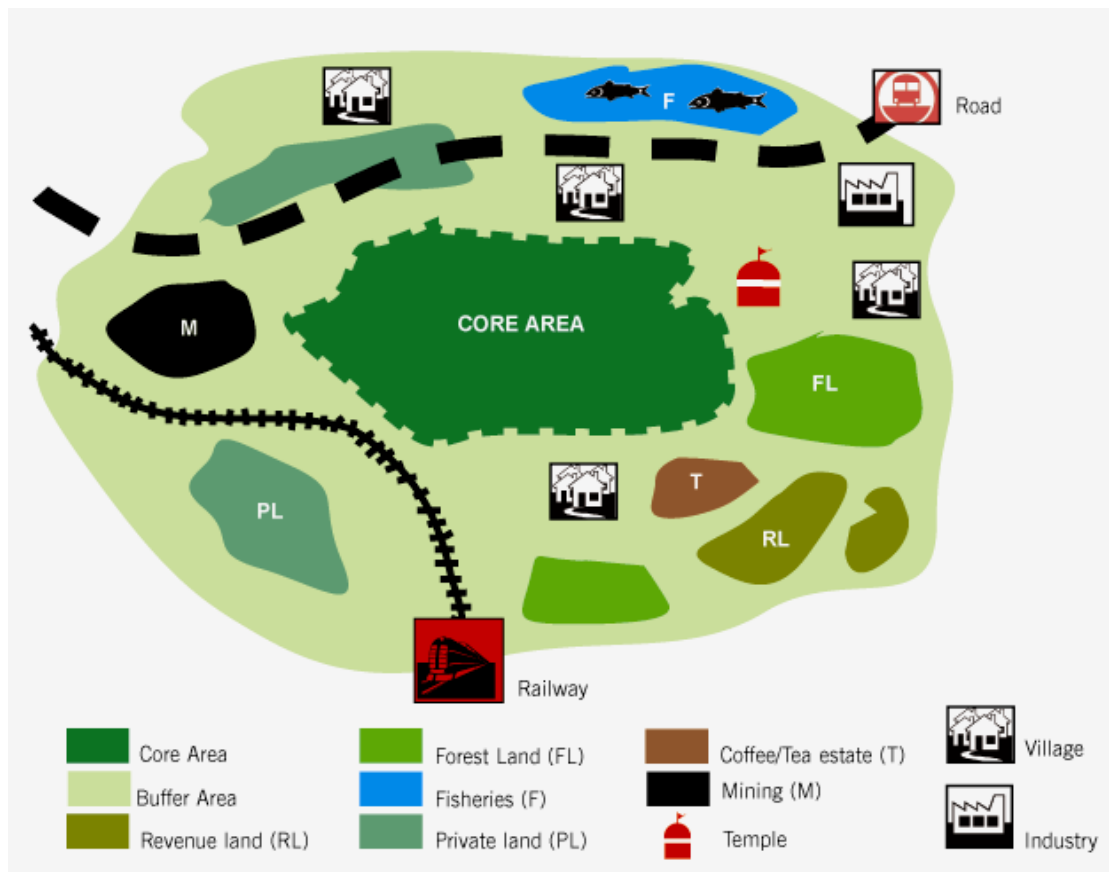 F
Road
M
CORE AREA
FL
T
PL
RL
Railway
Core Area
Forest Land (FL)
Coffee/Tea estate (T)
Village
Buffer Area
Fisheries (F)
Mining (M)
Revenue land (RL)
Private land (PL)
Temple
Industry